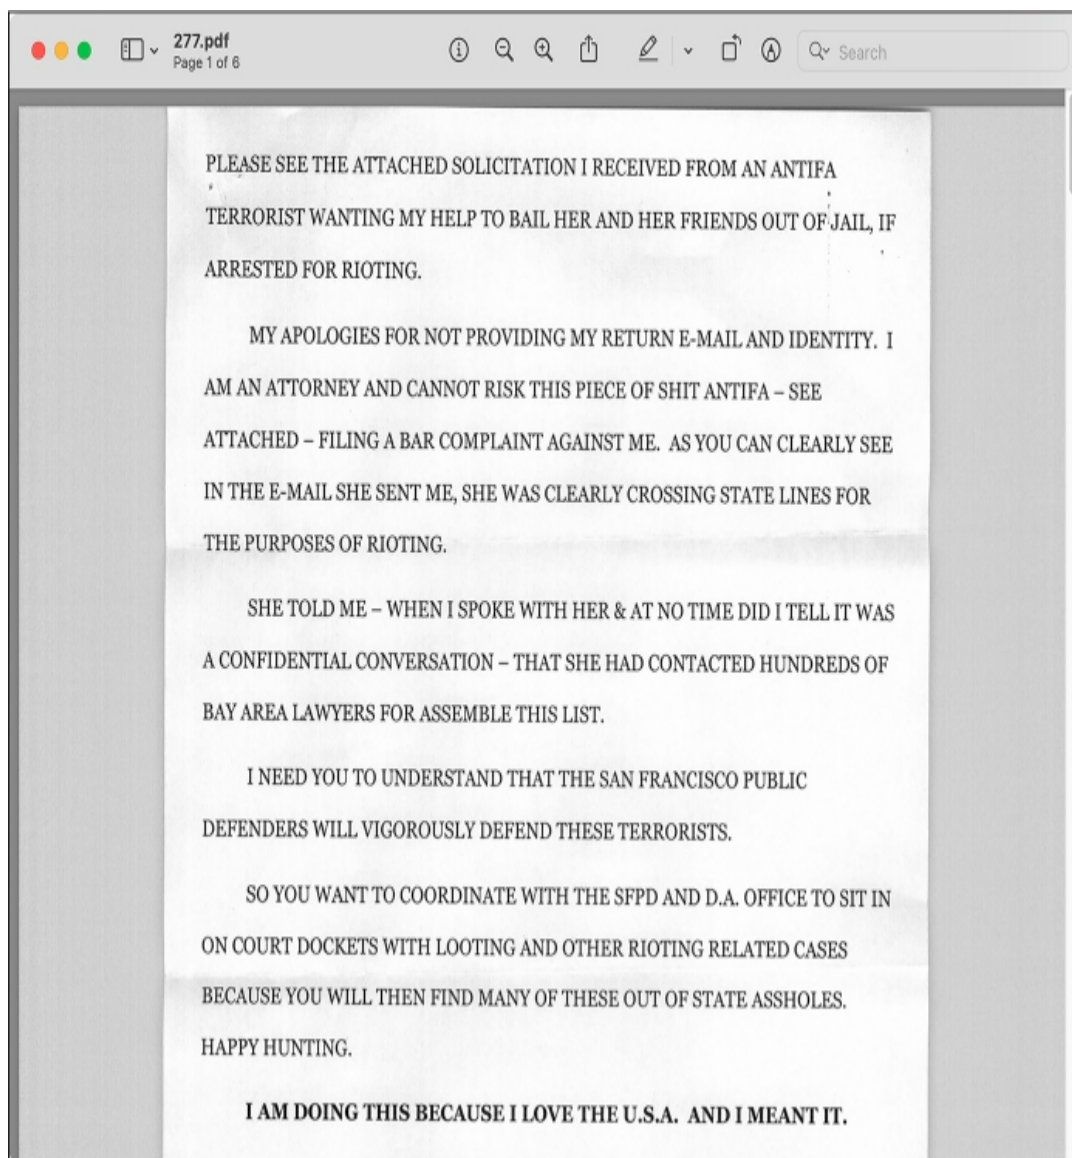 277.pdf
Page 1 of 6
Search
PLEASE SEE THE ATTACHED SOLICITATION I RECEIVED FROM AN ANTIFA
TERRORIST WANTING MY HELP TO BAIL HER AND HER FRIENDS OUT OF JAIL, IF
ARRESTED FOR RIOTING.
MY APOLOGIES FOR NOT PROVIDING MY RETURN E-MAIL AND IDENTITY.  I
AM AN ATTORNEY AND CANNOT RISK THIS PIECE OF SHIT ANTIFA – SEE
ATTACHED – FILING A BAR COMPLAINT AGAINST ME.  AS YOU CAN CLEARLY SEE
IN THE E-MAIL SHE SENT ME, SHE WAS CLEARLY CROSSING STATE LINES FOR
THE PURPOSES OF RIOTING.
SHE TOLD ME – WHEN I SPOKE WITH HER & AT NO TIME DID I TELL IT WAS
A CONFIDENTIAL CONVERSATION – THAT SHE HAD CONTACTED HUNDREDS OF
BAY AREA LAWYERS FOR ASSEMBLE THIS LIST.
I NEED YOU TO UNDERSTAND THAT THE SAN FRANCISCO PUBLIC
DEFENDERS WILL VIGOROUSLY DEFEND THESE TERRORISTS.
SO YOU WANT TO COORDINATE WITH THE SFPD AND D.A. OFFICE TO SIT IN
ON COURT DOCKETS WITH LOOTING AND OTHER RIOTING RELATED CASES
BECAUSE YOU WILL THEN FIND MANY OF THESE OUT OF STATE ASSHOLES.
HAPPY HUNTING.
I AM DOING THIS BECAUSE I LOVE THE U.S.A.  AND I MEANT IT.